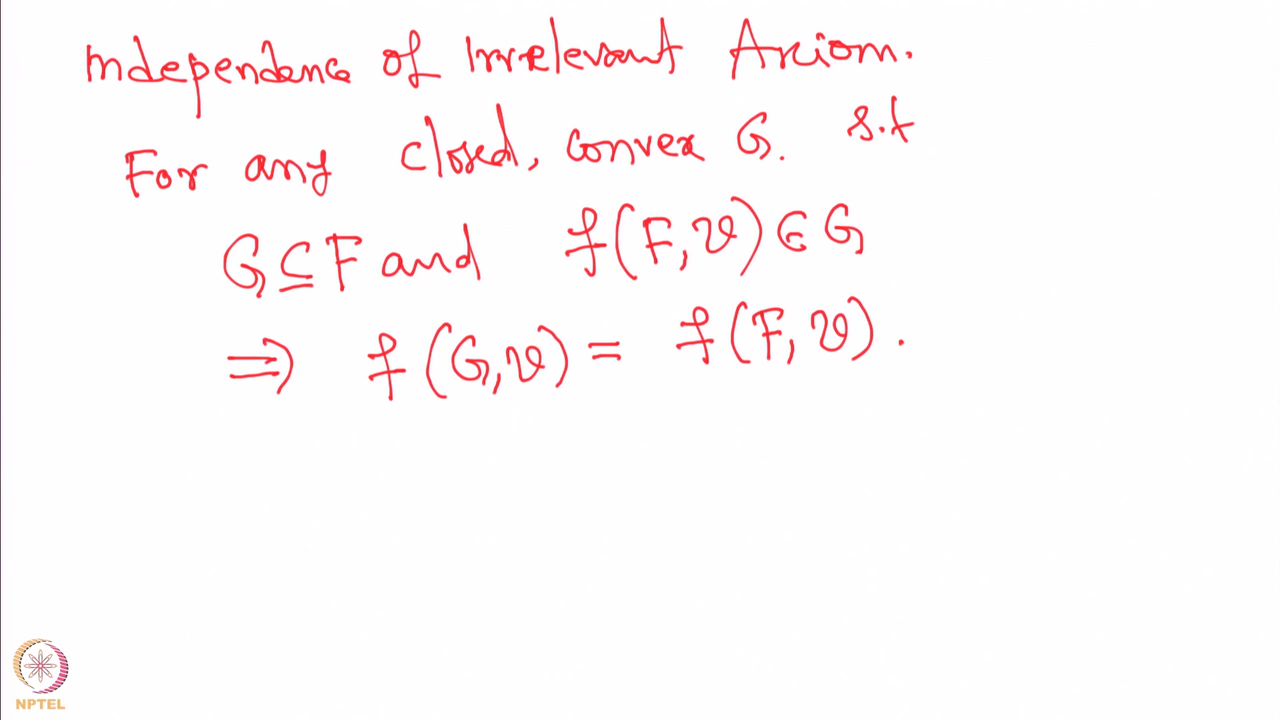 Independence of Irrelevant Axiom.
For any closed, convex G. s.t
G ⊆ F and f(F, v) ∈ G
⇒ f(G, v) = f(F, v).
NPTEL